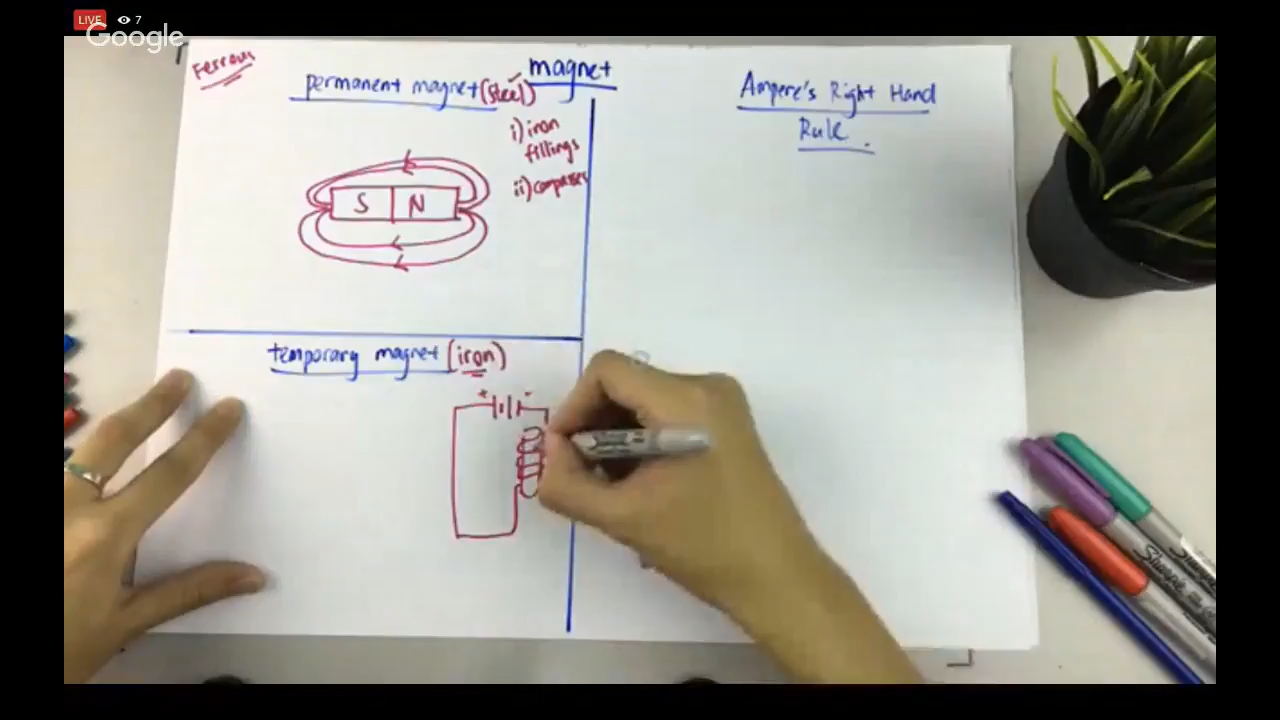 LIVE 7
Google
Ferrous
magnet
permanent magnet (steel)
i) iron
fillings
ii) compasses
S N
temporary magnet (iron)
+ -
Ampere's Right Hand
Rule.
Sharpie